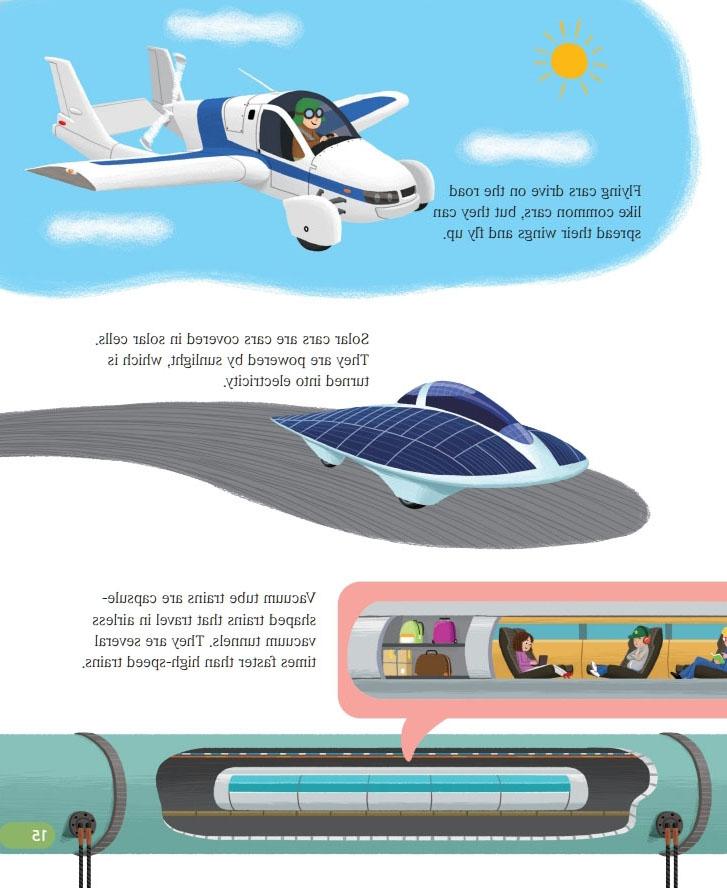 Flying cars drive on the road
like common cars, but they can
spread their wings and fly up.
Solar cars are cars covered in solar cells.
They are powered by sunlight, which is
turned into electricity.
Vacuum tube trains are capsule-
shaped trains that travel in airless
vacuum tunnels. They are several
times faster than high-speed trains.
15